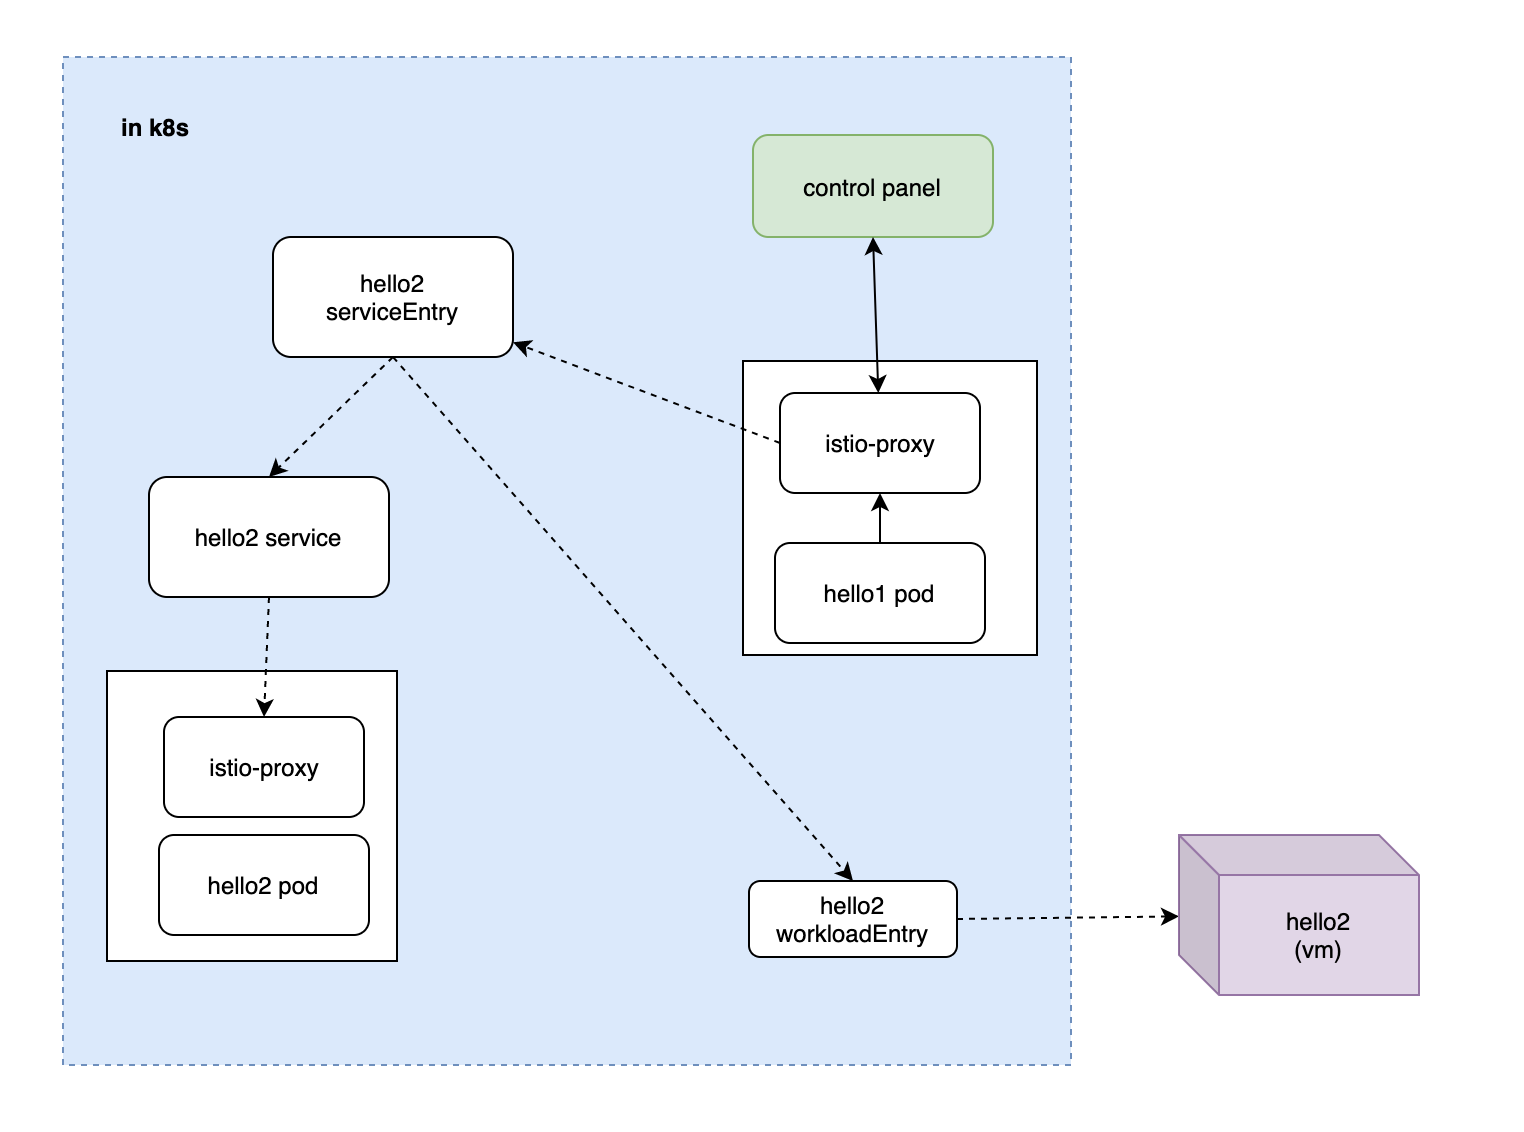 in k8s
control panel
hello2
serviceEntry
istio-proxy
hello2 service
hello1 pod
istio-proxy
hello2 pod
hello2
workloadEntry
hello2
(vm)